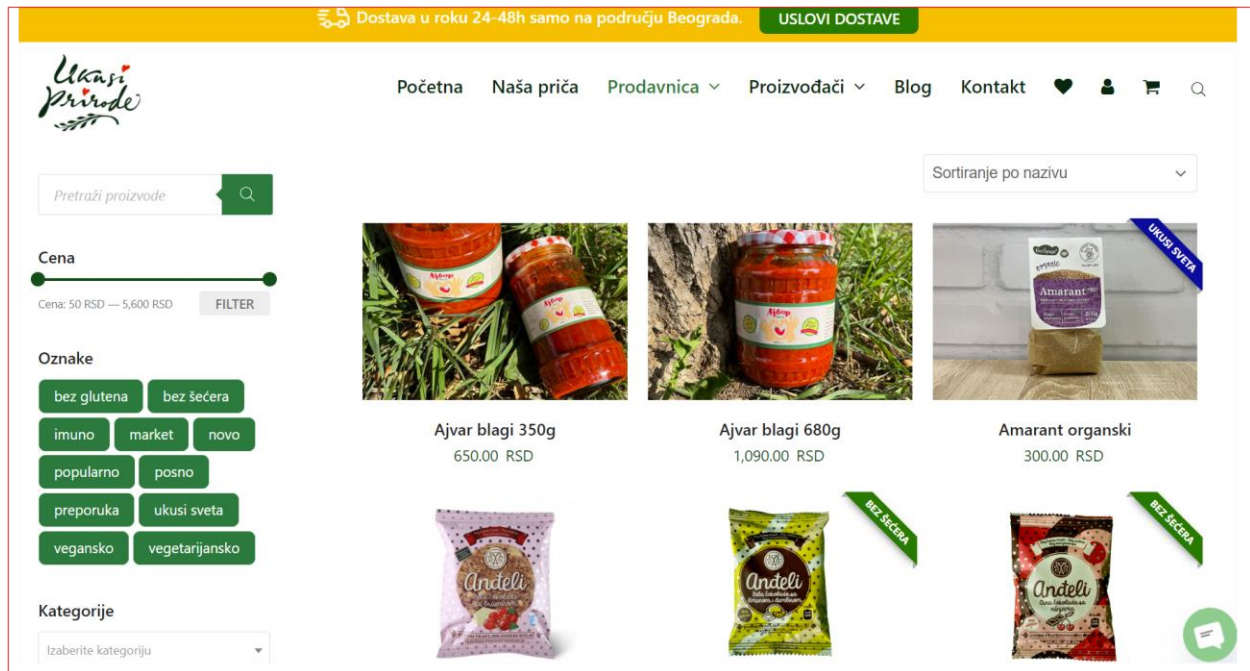 Dostava u roku 24-48h samo na području Beograda. USLOVI DOSTAVE
Ukusi
prirode
Početna Naša priča Prodavnica Proizvođači Blog Kontakt
Pretraži proizvode
Sortiranje po nazivu
Cena
Cena: 50 RSD — 5,600 RSD FILTER
Oznake
bez glutena bez šećera
imuno market novo
popularno posno
preporuka ukusi sveta
vegansko vegetarijansko
Kategorije
Izaberite kategoriju
Ајвар
Ајвар
Ајвар
UKUSI SVETA
organic
Amarant
Ajvar blagi 350g
650.00 RSD
Ajvar blagi 680g
1,090.00 RSD
Amarant organski
300.00 RSD
Anđeli
BEZ ŠEĆERA
Anđeli
BEZ ŠEĆERA
Anđeli